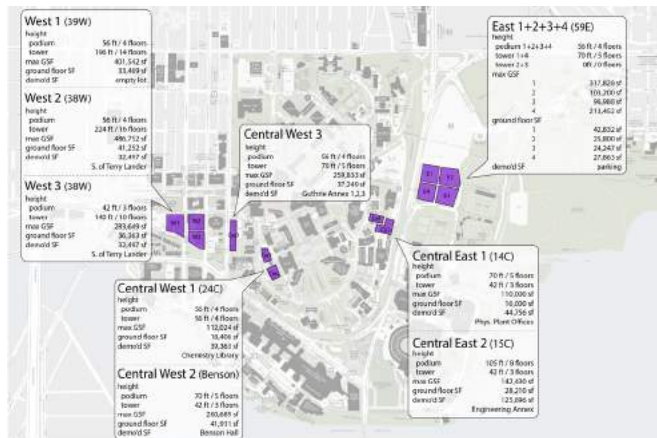 West 1 (39W)
height
podium 56 ft / 4 floors
tower 196 ft / 14 floors
max GSF 401,542 sf
ground floor SF 33,469 sf
demo'd SF empty lot
West 2 (38W)
height
podium 56 ft / 4 floors
tower 224 ft / 16 floors
max GSF 486,752 sf
ground floor SF 41,252 sf
demo'd SF 32,497 sf
S. of Terry Lander
West 3 (38W)
height
podium 42 ft / 3 floors
tower 140 ft / 10 floors
max GSF 283,649 sf
ground floor SF 36,363 sf
demo'd SF 32,497 sf
S. of Terry Lander
Central West 3
height
podium 56 ft / 4 floors
tower 70 ft / 5 floors
max GSF 259,833 sf
ground floor SF 37,240 sf
demo'd SF Guthrie Annex 1,2,3
East 1+2+3+4 (59E)
height
podium 1+2+3+4 56 ft / 4 floors
tower 1+4 70 ft / 5 floors
tower 2+3 0ft / 0 floors
max GSF
1 317,828 sf
2 103,200 sf
3 96,988 sf
4 213,452 sf
ground floor SF
1 42,832 sf
2 25,800 sf
3 24,247 sf
4 27,863 sf
demo'd SF parking
Central West 1 (24C)
height
podium 56 ft / 4 floors
tower 56 ft / 4 floors
max GSF 112,024 sf
ground floor SF 16,406 sf
demo'd SF 39,363 sf
Chemistry Library
Central West 2 (Benson)
height
podium 70 ft / 5 floors
tower 42 ft / 3 floors
max GSF 260,689 sf
ground floor SF 41,911 sf
demo'd SF Benson Hall
Central East 1 (14C)
height
podium 70 ft / 5 floors
tower 42 ft / 3 floors
max GSF 110,000 sf
ground floor SF 16,000 sf
demo'd SF 44,756 sf
Phys. Plant Offices
Central East 2 (15C)
height
podium 105 ft / 8 floors
tower 42 ft / 3 floors
max GSF 142,430 sf
ground floor SF 28,210 sf
demo'd SF 125,896 sf
Engineering Annex